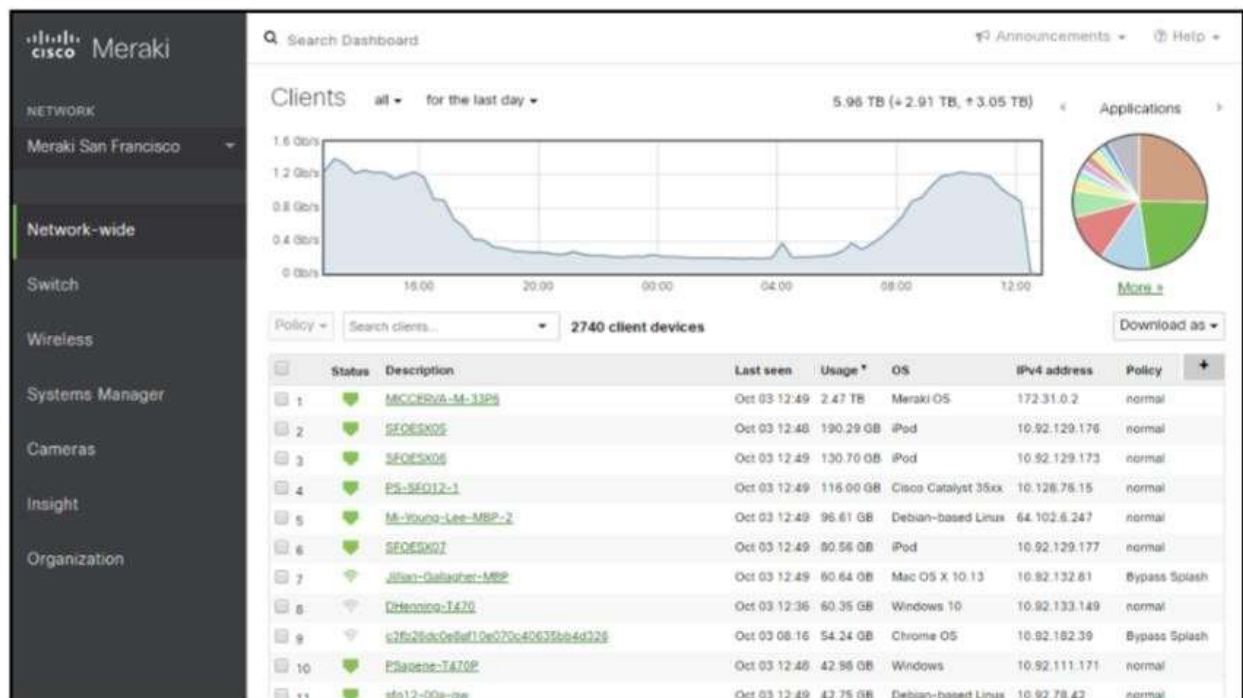 cisco Meraki
Search Dashboard
Announcements
Help
NETWORK
Meraki San Francisco
Network-wide
Switch
Wireless
Systems Manager
Cameras
Insight
Organization
Clients all for the last day
5.96 TB (↓2.91 TB, ↑3.05 TB)
Applications
1.6 Gb/s
1.2 Gb/s
0.8 Gb/s
0.4 Gb/s
0 Gb/s
16:00 20:00 00:00 04:00 08:00 12:00
More »
Policy Search clients... 2740 client devices Download as
Status Description Last seen Usage OS IPv4 address Policy +
1 MICCERVA-M-33P6 Oct 03 12:49 2.47 TB Meraki OS 172.31.0.2 normal
2 SFOESX05 Oct 03 12:48 190.29 GB iPod 10.92.129.176 normal
3 SFOESX06 Oct 03 12:49 130.70 GB iPod 10.92.129.173 normal
4 PS-SFO12-1 Oct 03 12:49 116.00 GB Cisco Catalyst 35xx 10.128.76.15 normal
5 Mi-Young-Lee-MBP-2 Oct 03 12:49 96.61 GB Debian-based Linux 64.102.6.247 normal
6 SFOESX07 Oct 03 12:49 80.56 GB iPod 10.92.129.177 normal
7 Jillian-Gallagher-MBP Oct 03 12:49 60.64 GB Mac OS X 10.13 10.92.132.61 Bypass Splash
8 DHenning-T470 Oct 03 12:36 60.35 GB Windows 10 10.92.133.149 normal
9 Oct 03 08:16 54.24 GB Chrome OS 10.92.182.39 Bypass Splash
10 PSapene-T470P Oct 03 12:48 42.98 GB Windows 10.92.111.171 normal
11 Oct 03 12:49 42.75 GB Debian-based Linux 10.92.78.42 normal